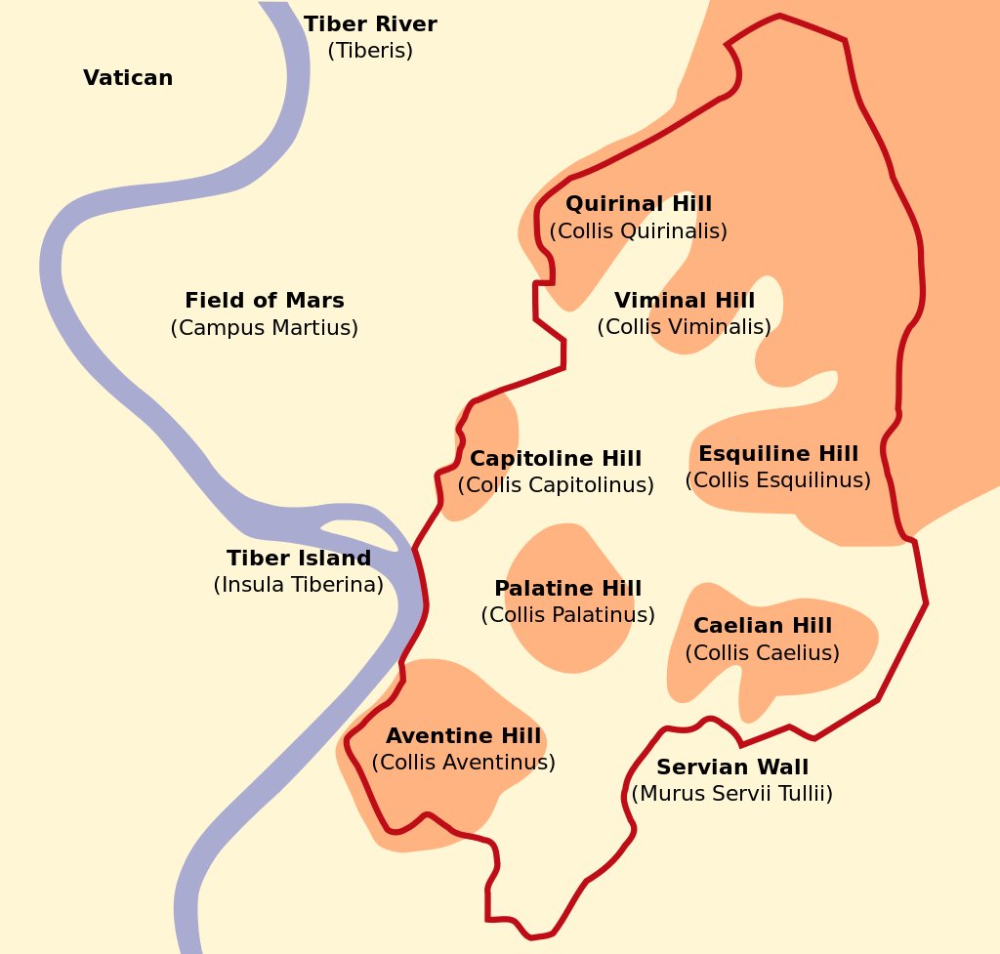 Tiber River
(Tiberis)
Vatican
Quirinal Hill
(Collis Quirinalis)
Field of Mars
(Campus Martius)
Viminal Hill
(Collis Viminalis)
Capitoline Hill
(Collis Capitolinus)
Esquiline Hill
(Collis Esquilinus)
Tiber Island
(Insula Tiberina)
Palatine Hill
(Collis Palatinus)
Caelian Hill
(Collis Caelius)
Aventine Hill
(Collis Aventinus)
Servian Wall
(Murus Servii Tullii)